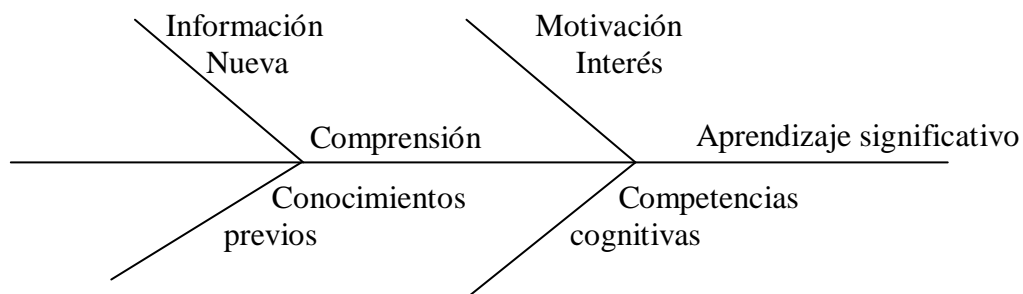 Información
Nueva
Motivación
Interés
Comprensión
Aprendizaje significativo
Conocimientos
previos
Competencias
cognitivas